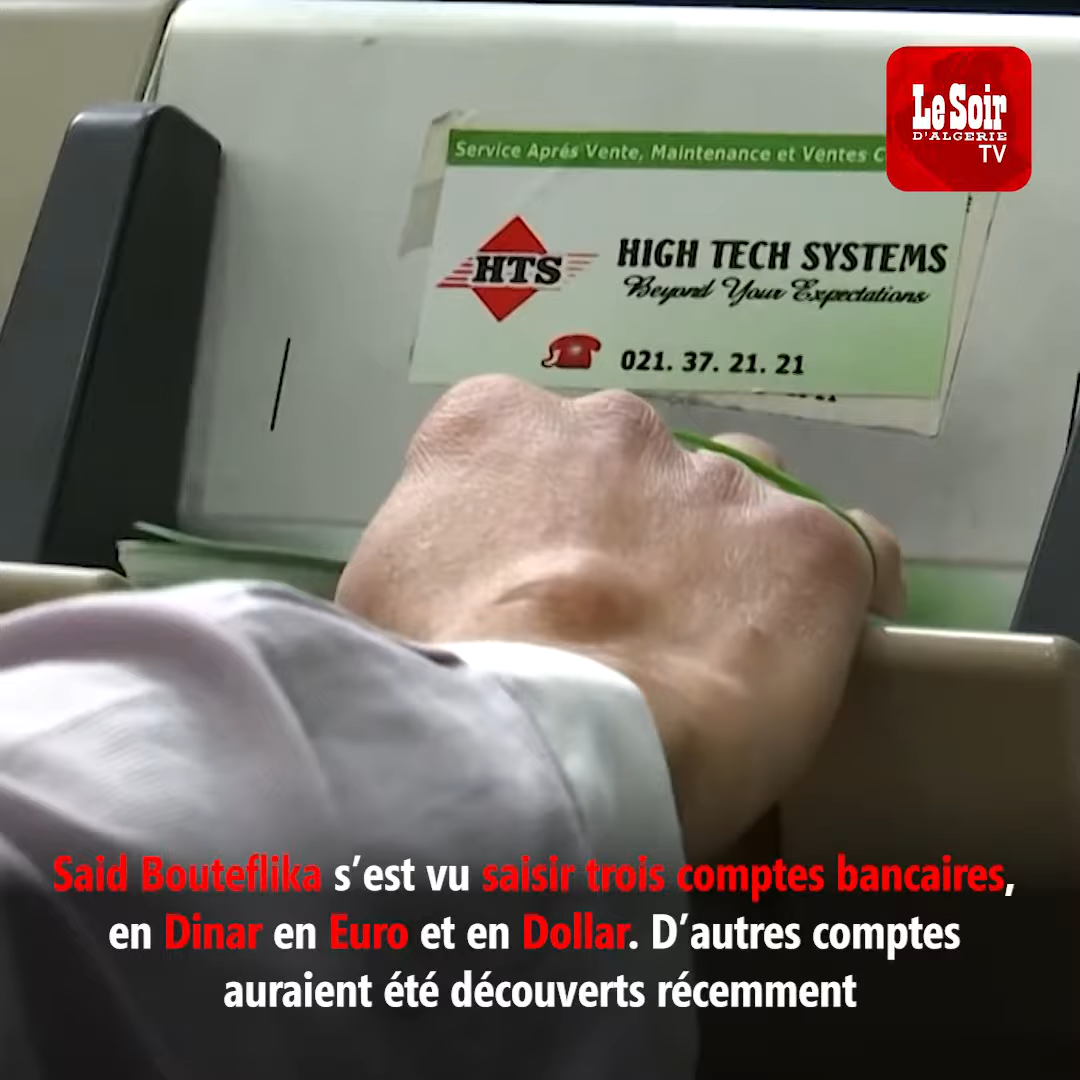 Le Soir
D'ALGERIE
TV
Service Aprés Vente, Maintenance et Ventes
HTS
HIGH TECH SYSTEMS
Beyond Your Expectations
021. 37. 21. 21
Said Bouteflika s'est vu saisir trois comptes bancaires,
en Dinar en Euro et en Dollar. D'autres comptes
auraient été découverts récemment